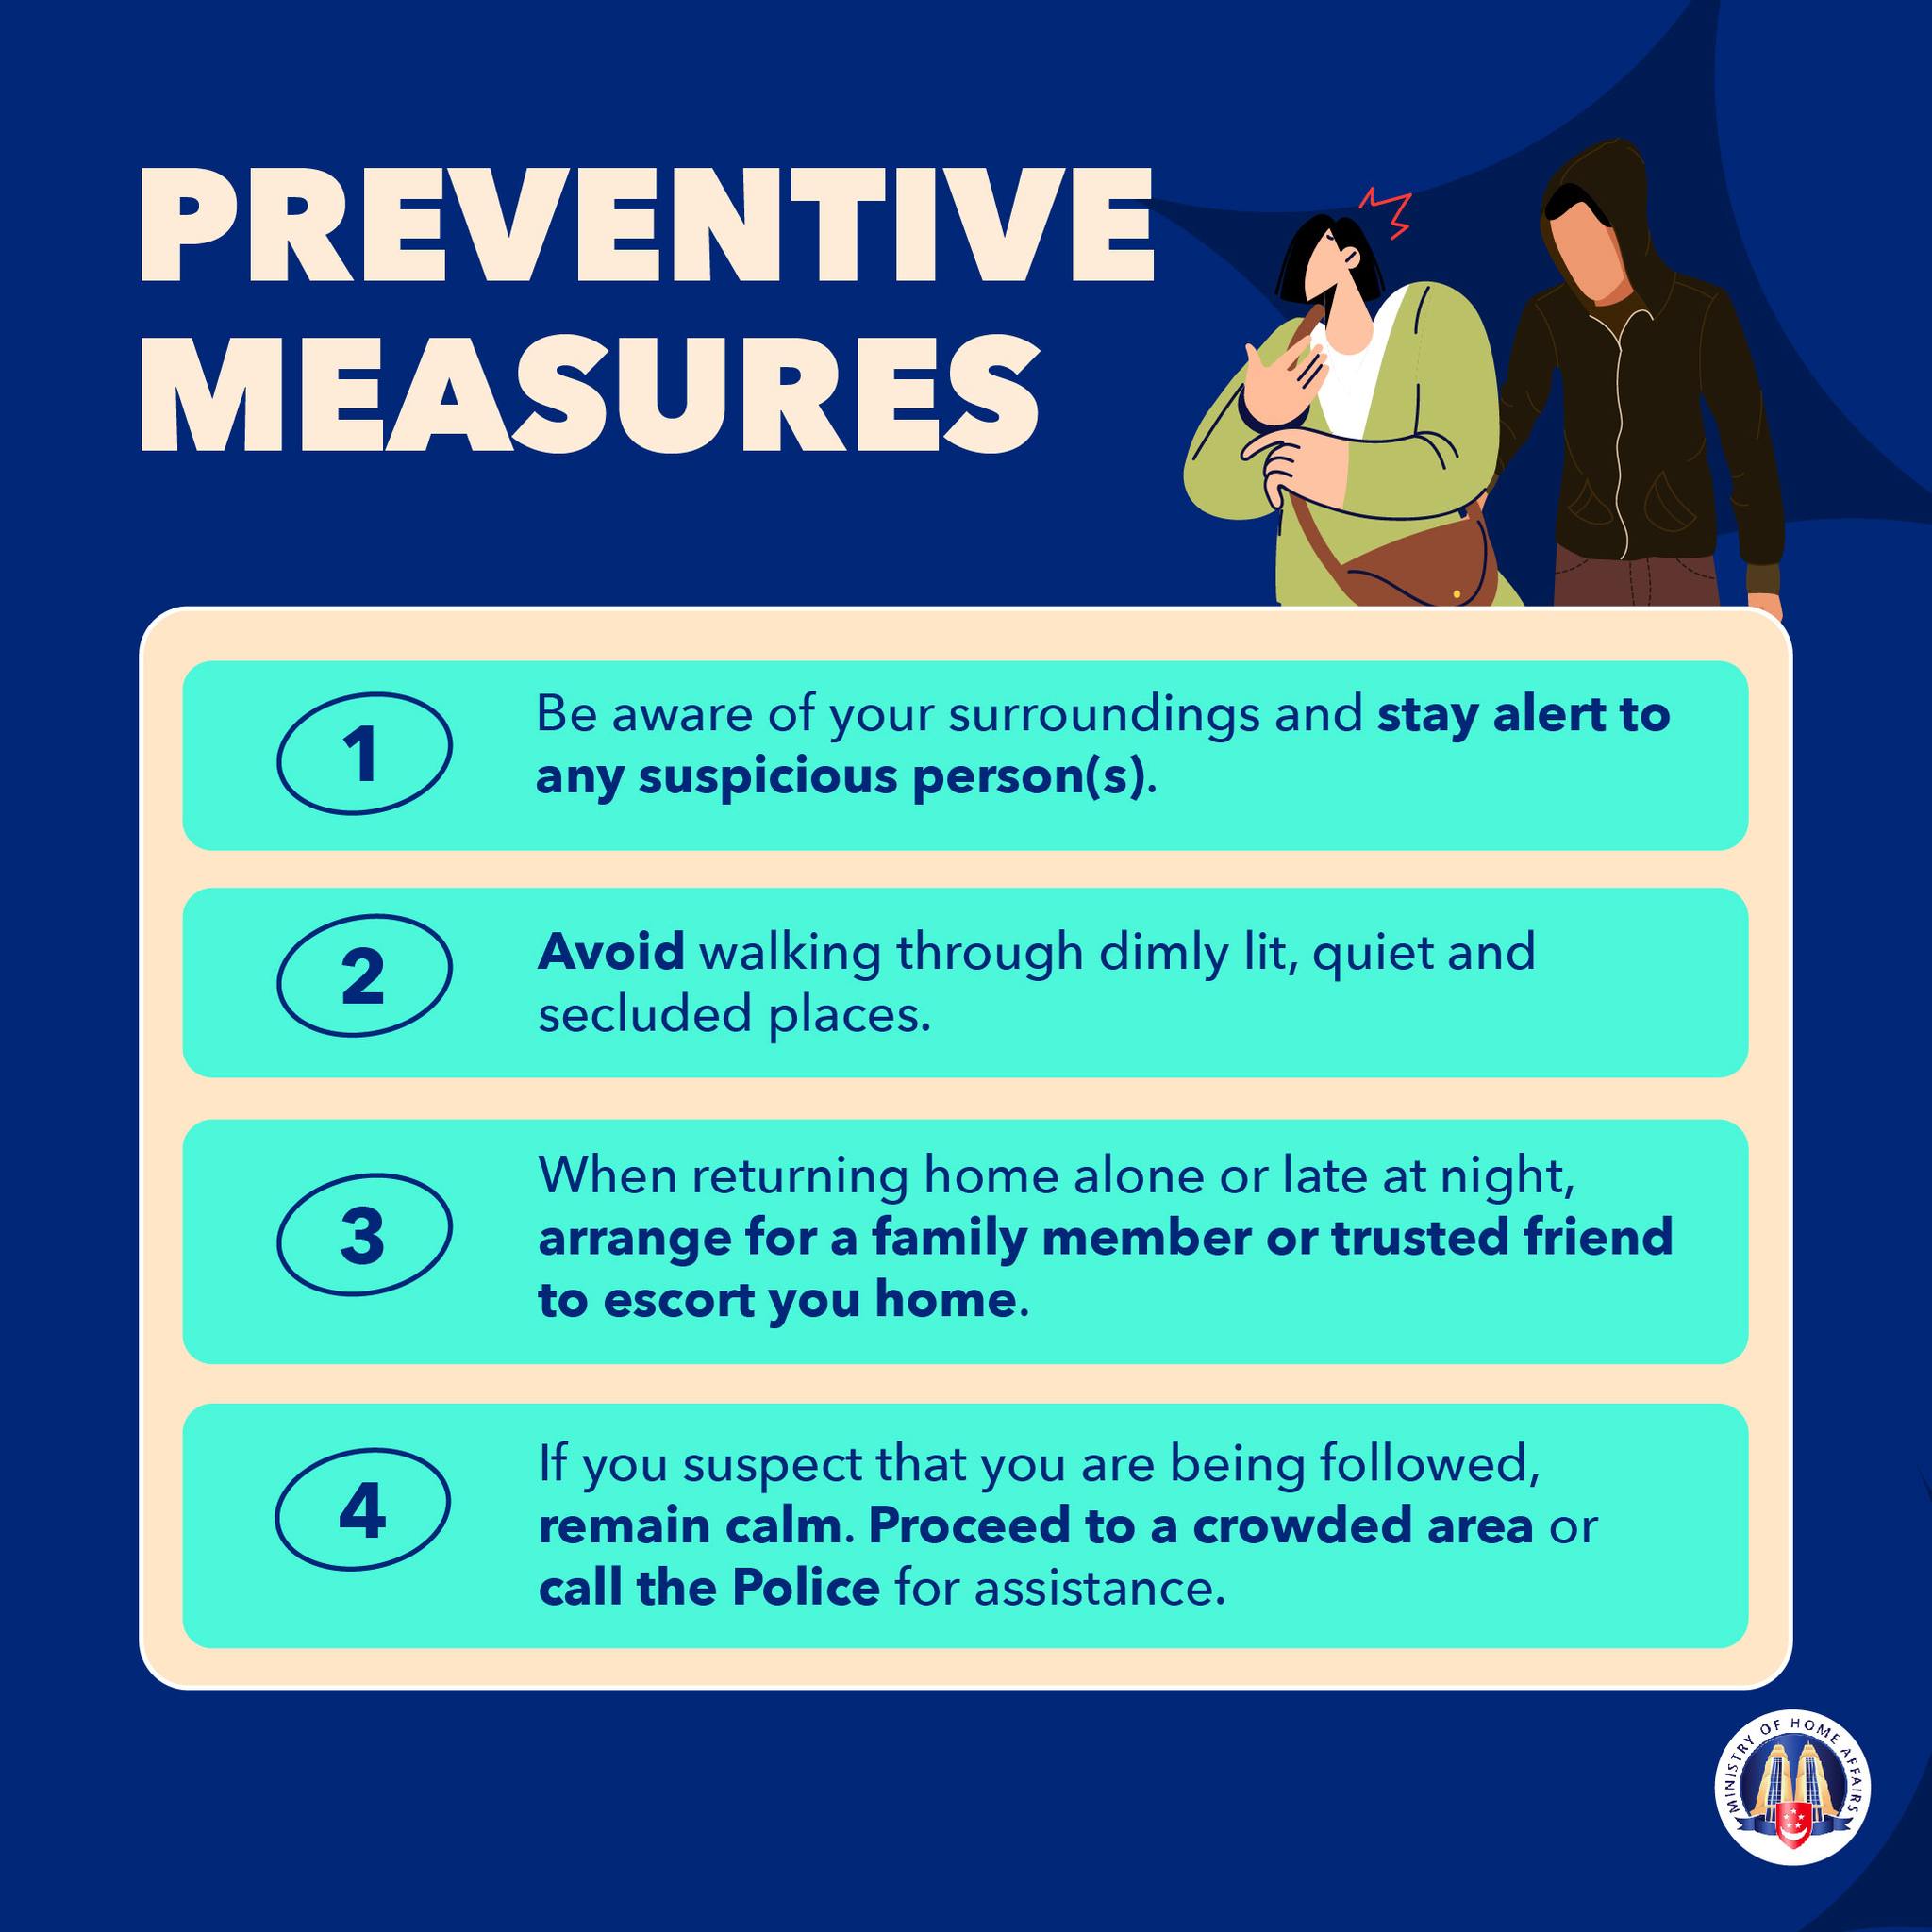 PREVENTIVE
MEASURES
1
Be aware of your surroundings and stay alert to
any suspicious person(s).
2
Avoid walking through dimly lit, quiet and
secluded places.
3
When returning home alone or late at night,
arrange for a family member or trusted friend
to escort you home.
4
If you suspect that you are being followed,
remain calm. Proceed to a crowded area or
call the Police for assistance.
MINISTRY OF HOME AFFAIRS